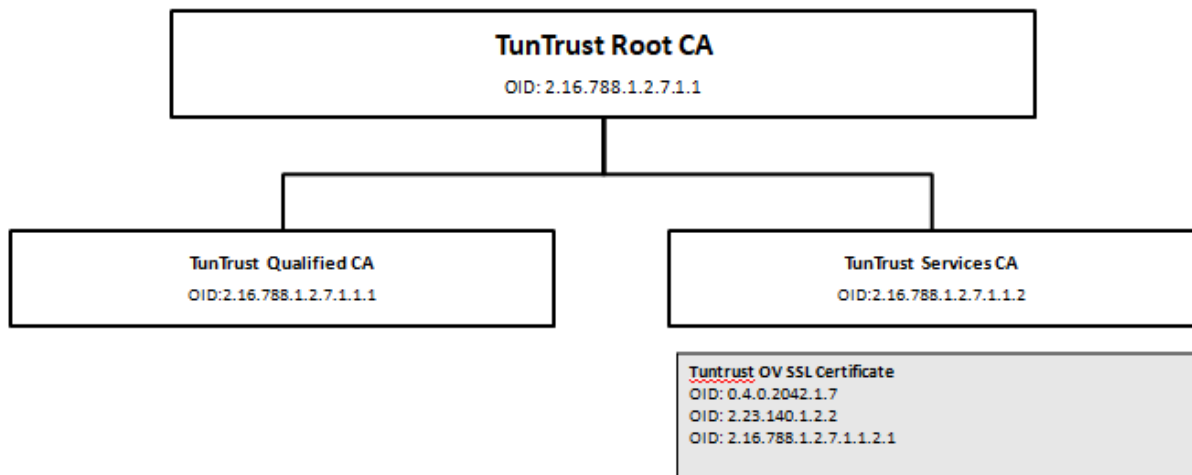 TunTrust Root CA
OID: 2.16.788.1.2.7.1.1
TunTrust Qualified CA
OID:2.16.788.1.2.7.1.1.1
TunTrust Services CA
OID:2.16.788.1.2.7.1.1.2
Tuntrust OV SSL Certificate
OID: 0.4.0.2042.1.7
OID: 2.23.140.1.2.2
OID: 2.16.788.1.2.7.1.1.2.1